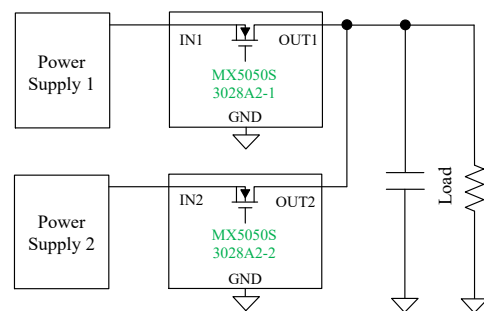 Power
Supply 1
IN1
OUT1
MX5050S
3028A2-1
GND
Power
Supply 2
IN2
OUT2
MX5050S
3028A2-2
GND
Load